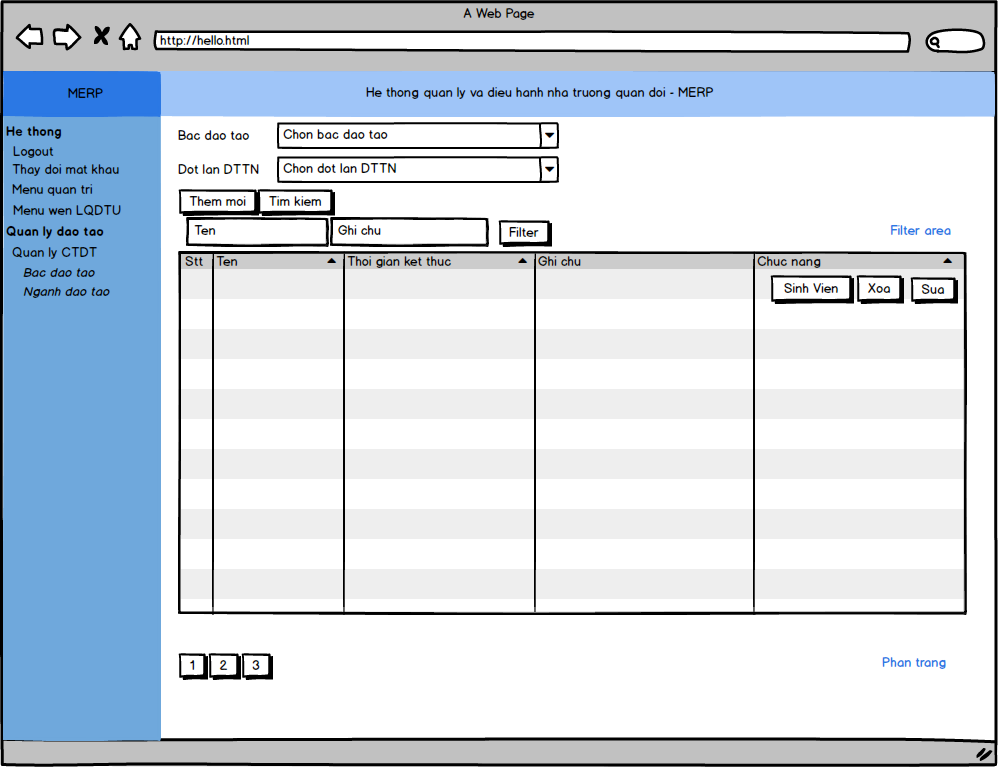 A Web Page
http://hello.html
MERP
He thong quan ly va dieu hanh nha truong quan doi - MERP
He thong
Logout
Thay doi mat khau
Menu quan tri
Menu wen LQDTU
Quan ly dao tao
Quan ly CTDT
Bac dao tao
Nganh dao tao
Bac dao tao
Chon bac dao tao
Dot lan DTTN
Chon dot lan DTTN
Them moi
Tim kiem
Ten
Ghi chu
Filter
Filter area
Stt
Ten
Thoi gian ket thuc
Ghi chu
Chuc nang
Sinh Vien
Xoa
Sua
1
2
3
Phan trang